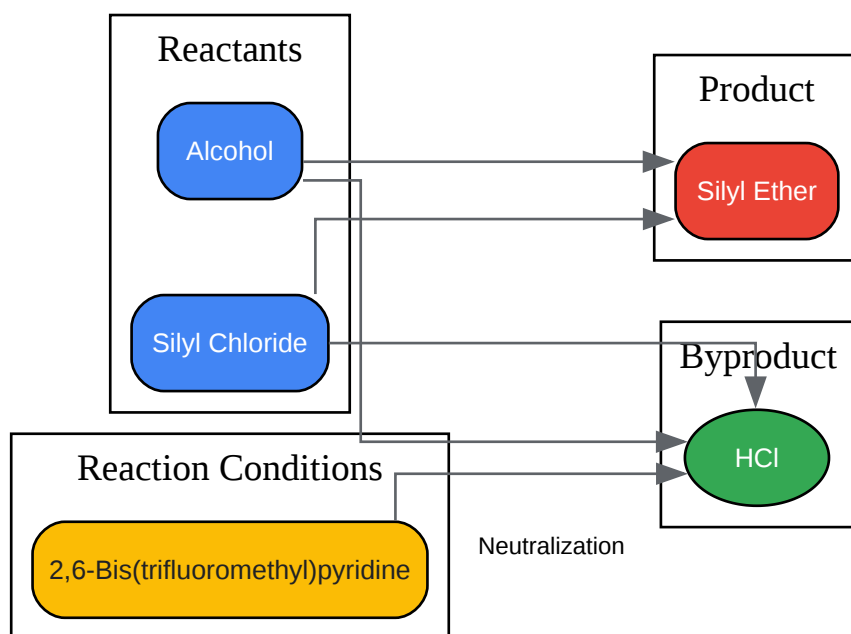 Reactants
Alcohol
Silyl Chloride
Product
Silyl Ether
Byproduct
HCl
Reaction Conditions
2,6-Bis(trifluoromethyl)pyridine
Neutralization